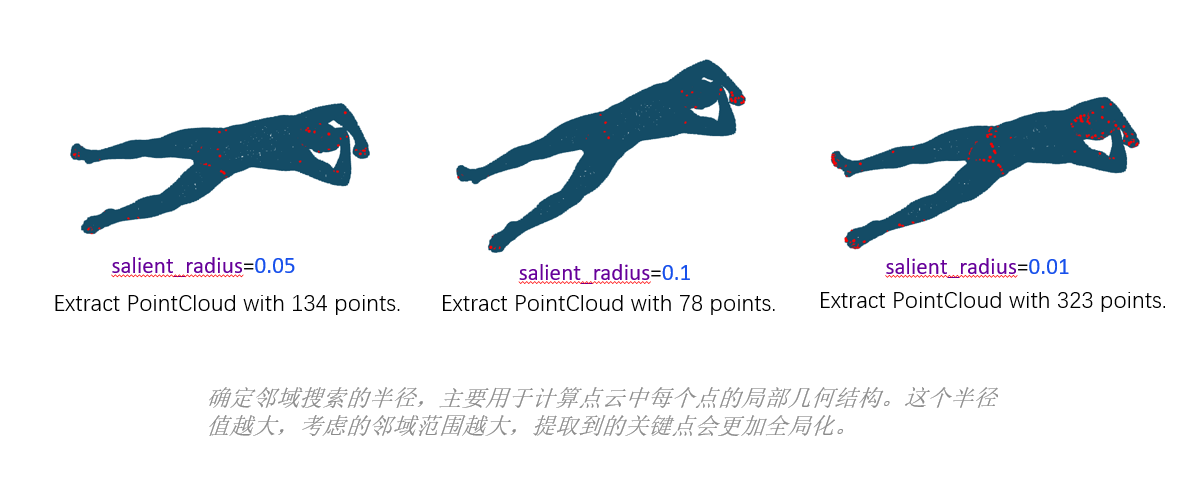 salient_radius=0.05
Extract PointCloud with 134 points.
salient_radius=0.1
Extract PointCloud with 78 points.
salient_radius=0.01
Extract PointCloud with 323 points.
确定邻域搜索的半径，主要用于计算点云中每个点的局部几何结构。这个半径
值越大，考虑的邻域范围越大，提取到的关键点会更加全局化。